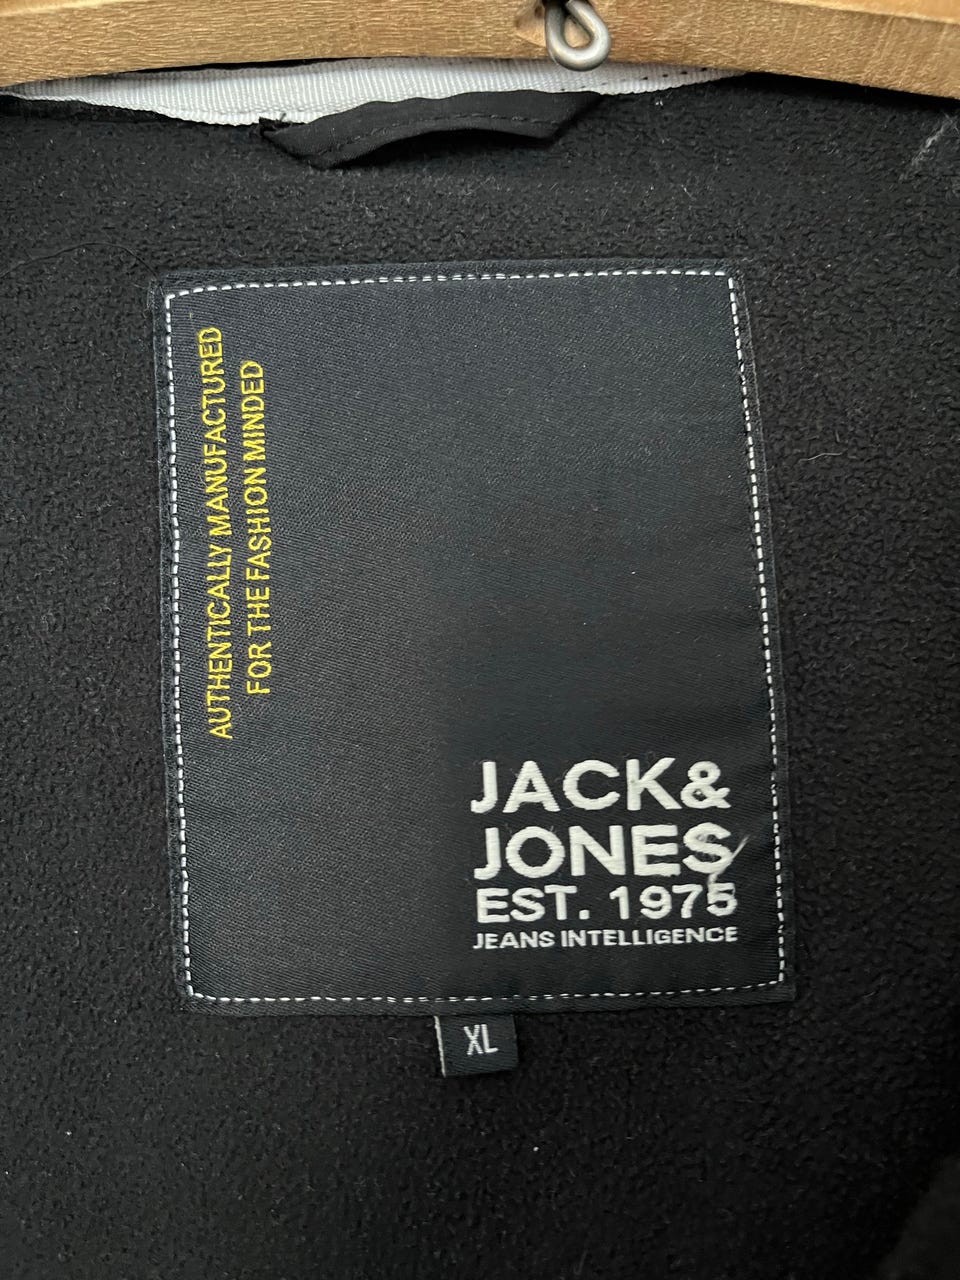 AUTHENTICALLY MANUFACTURED
FOR THE FASHION MINDED
JACK&
JONES
EST. 1975
JEANS INTELLIGENCE
XL